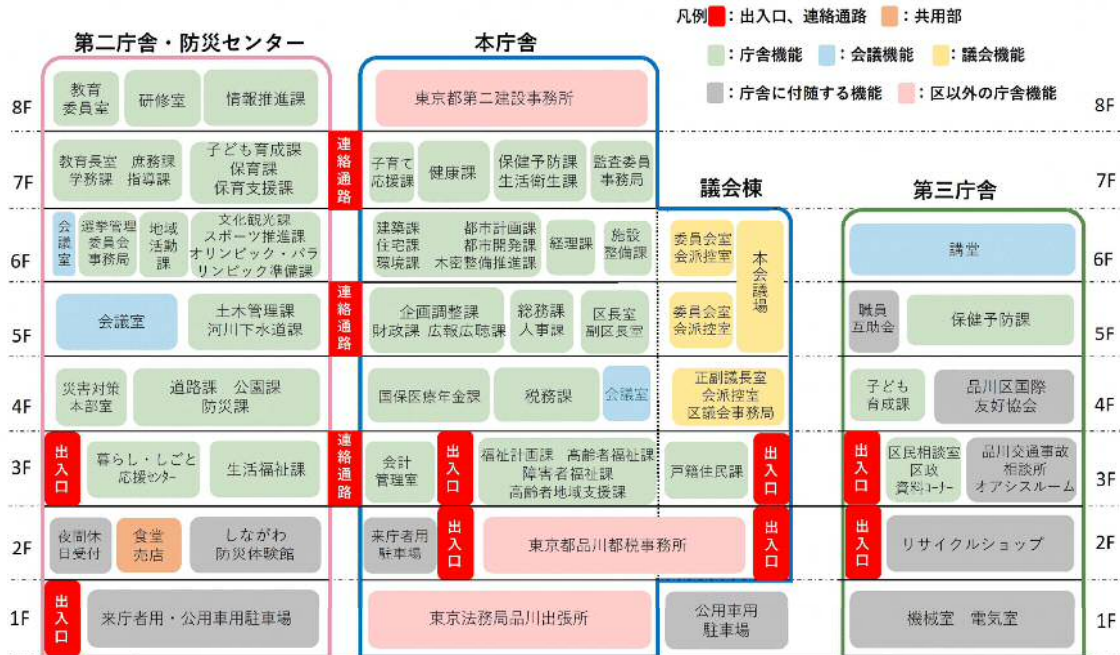 凡例 ：出入口、連絡通路 ：共用部
：庁舎機能 ：会議機能 ：議会機能
：庁舎に付随する機能 ：区以外の庁舎機能
第二庁舎・防災センター
本庁舎
議会棟
第三庁舎
8F
教育
委員室
研修室
情報推進課
東京都第二建設事務所
8F
7F
教育長室 庶務課
学務課 指導課
子ども育成課
保育課
保育支援課
連絡通路
子育て
応援課
健康課
保健予防課
生活衛生課
監査委員
事務局
7F
6F
会議室
選挙管理
委員会
事務局
地域
活動
課
文化観光課
スポーツ推進課
オリンピック・パラ
リンピック準備課
建築課
住宅課
環境課
都市計画課
都市開発課
木密整備推進課
経理課
施設
整備課
委員会室
会派控室
本会議場
講堂
6F
5F
会議室
土木管理課
河川下水道課
連絡通路
企画調整課
財政課 広報広聴課
総務課
人事課
区長室
副区長室
委員会室
会派控室
職員
互助会
保健予防課
5F
4F
災害対策
本部室
道路課 公園課
防災課
国保医療年金課
税務課
会議室
正副議長室
会派控室
区議会事務局
子ども
育成課
品川区国際
友好協会
4F
3F
出入口
暮らし・しごと
応援センター
生活福祉課
連絡通路
会計
管理室
出入口
福祉計画課 高齢者福祉課
障害者福祉課
高齢者地域支援課
戸籍住民課
出入口
出入口
区民相談室
区政
資料コーナー
品川交通事故
相談所
オアシスルーム
3F
2F
夜間休
日受付
食堂
売店
しながわ
防災体験館
来庁者用
駐車場
出入口
東京都品川都税事務所
出入口
出入口
リサイクルショップ
2F
1F
出入口
来庁者用・公用車用駐車場
東京法務局品川出張所
公用車用
駐車場
機械室 電気室
1F